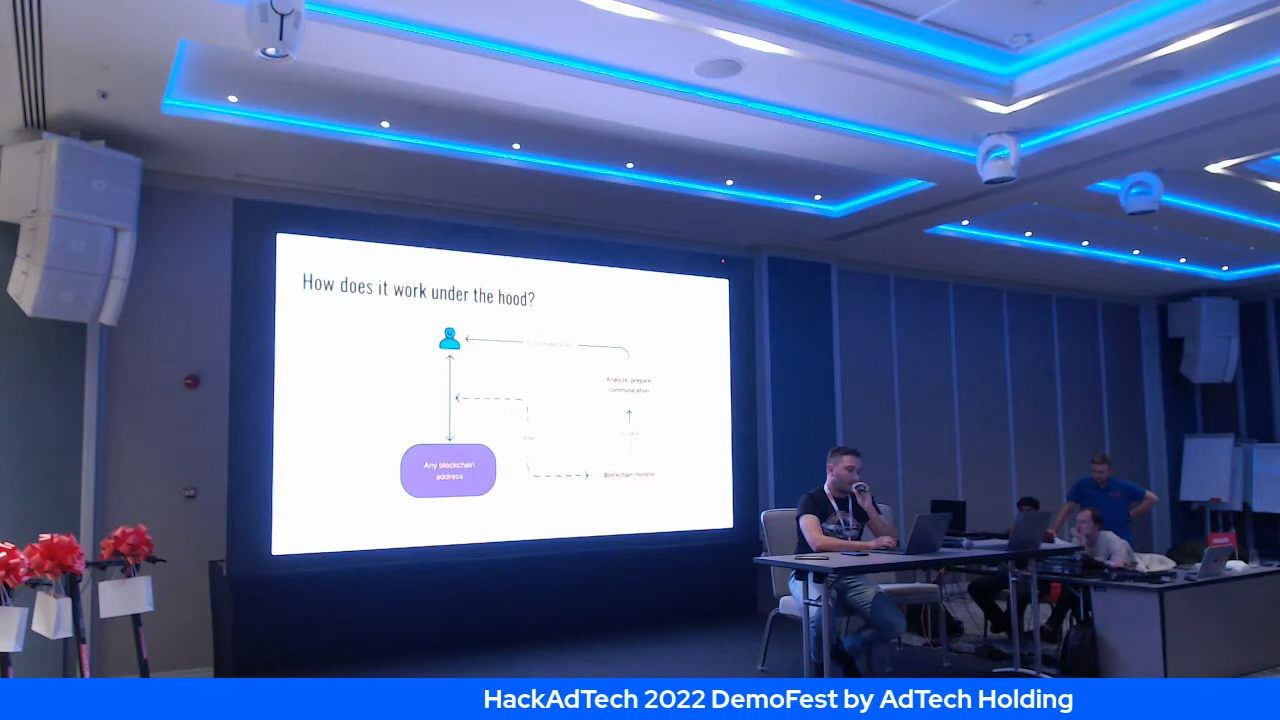 How does it work under the hood?
Analyze, prepare
communication
Any blockchain
address
Blockchain monitor
HackAdTech 2022 DemoFest by AdTech Holding